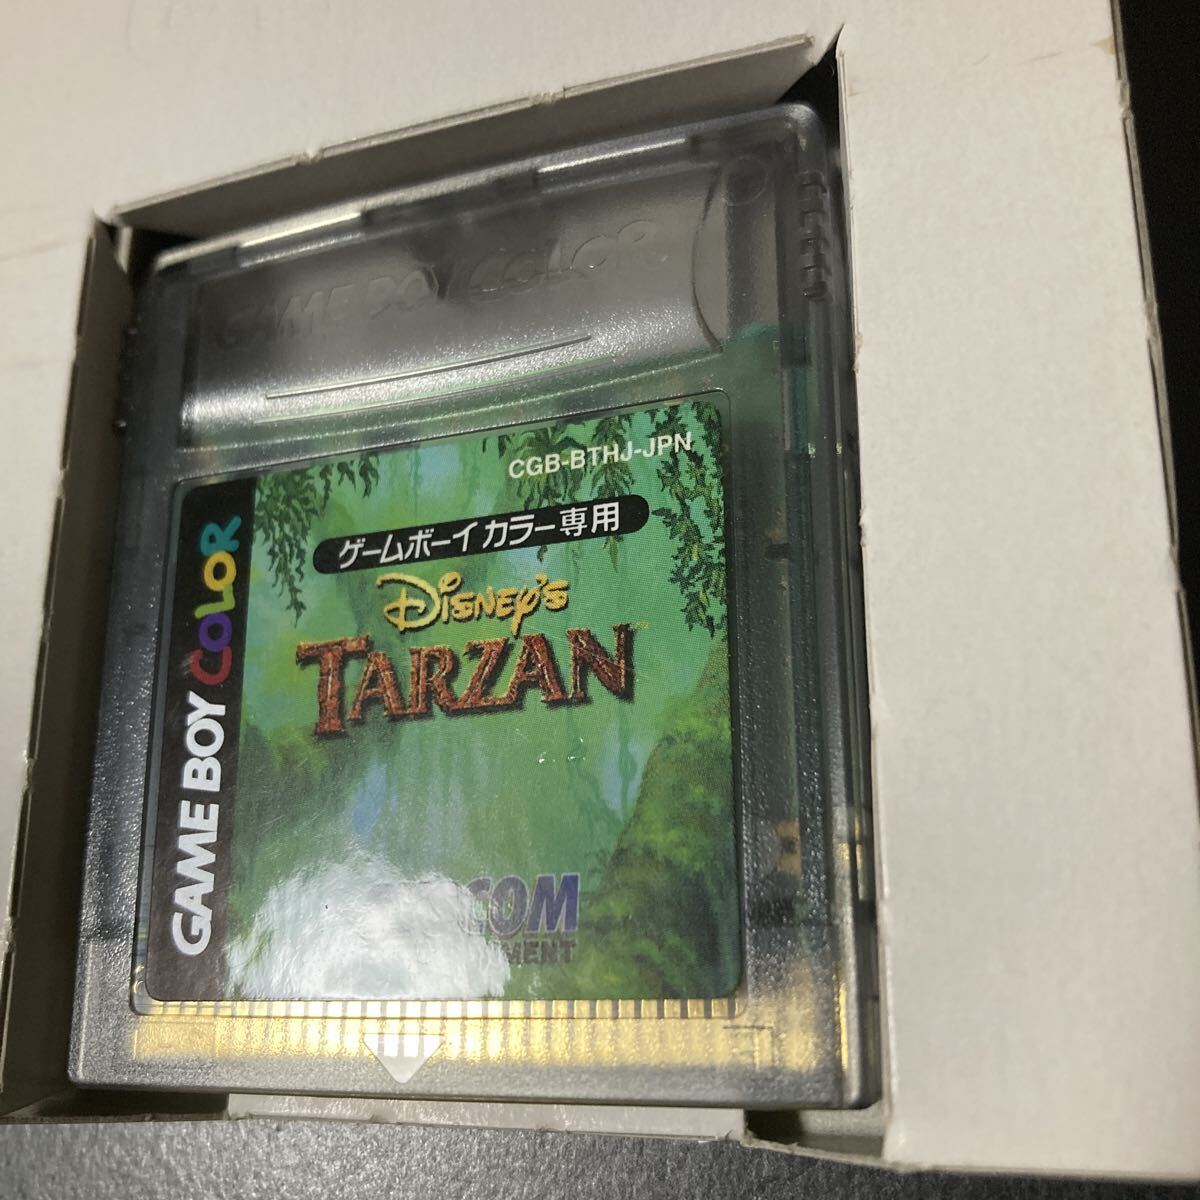 GAME BOY COLOR
CGB-BTHJ-JPN
ゲームボーイカラー専用
DISNEY'S
TARZAN™
GAME BOY COLOR